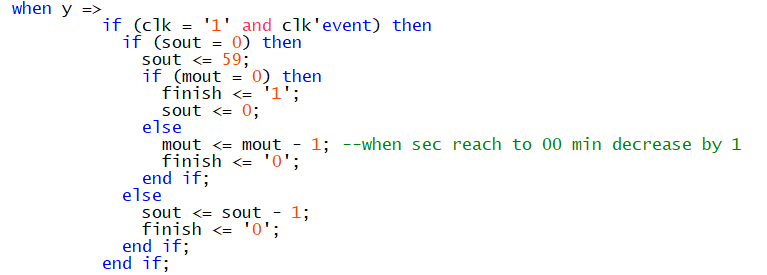 when y =>
if (clk = '1' and clk'event) then
if (sout = 0) then
sout <= 59;
if (mout = 0) then
finish <= '1';
sout <= 0;
else
mout <= mout - 1; --when sec reach to 00 min decrease by 1
finish <= '0';
end if;
else
sout <= sout - 1;
finish <= '0';
end if;
end if;